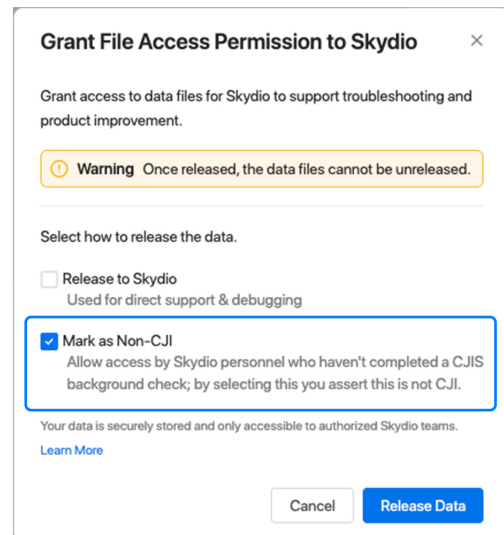 Grant File Access Permission to Skydio
Grant access to data files for Skydio to support troubleshooting and
product improvement.
Warning Once released, the data files cannot be unreleased.
Select how to release the data.
Release to Skydio
Used for direct support & debugging
Mark as Non-CJI
Allow access by Skydio personnel who haven't completed a CJIS
background check; by selecting this you assert this is not CJI.
Your data is securely stored and only accessible to authorized Skydio teams.
Learn More
Cancel Release Data